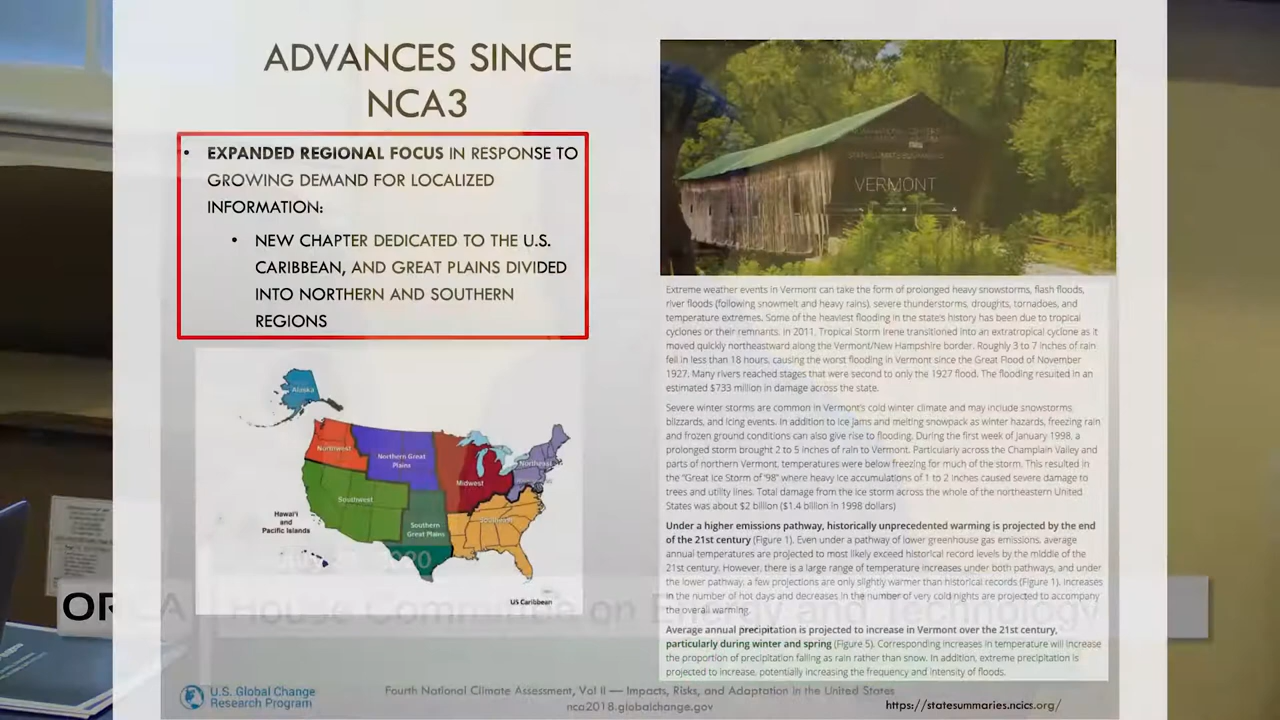 ADVANCES SINCE
NCA3
• EXPANDED REGIONAL FOCUS IN RESPONSE TO
GROWING DEMAND FOR LOCALIZED
INFORMATION:
• NEW CHAPTER DEDICATED TO THE U.S.
CARIBBEAN, AND GREAT PLAINS DIVIDED
INTO NORTHERN AND SOUTHERN
REGIONS
Alaska
Northwest
Northern Great
Plains
Midwest
Northeast
Southwest
Southern
Great Plains
Southeast
Hawai'i
and
Pacific Islands
US Caribbean
VERMONT
Extreme weather events in Vermont can take the form of prolonged heavy snowstorms, flash floods,
river floods (following snowmelt and heavy rains), severe thunderstorms, droughts, tornadoes, and
temperature extremes. Some of the heaviest flooding in the state's history has been due to tropical
cyclones or their remnants. In 2011, Tropical Storm Irene transitioned into an extratropical cyclone as it
moved quickly northeastward along the Vermont/New Hampshire border. Roughly 3 to 7 inches of rain
fell in less than 18 hours, causing the worst flooding in Vermont since the Great Flood of November
1927. Many rivers reached stages that were second to only the 1927 flood. The flooding resulted in an
estimated $733 million in damage across the state.
Severe winter storms are common in Vermont's cold winter climate and may include snowstorms,
blizzards, and icing events. In addition to ice jams and melting snowpack as winter hazards, freezing rain
and frozen ground conditions can also give rise to flooding. During the first week of January 1998, a
prolonged storm brought 2 to 5 inches of rain to Vermont. Particularly across the Champlain Valley and
parts of northern Vermont, temperatures were below freezing for much of the storm. This resulted in
the "Great Ice Storm of '98" where heavy ice accumulations of 1 to 2 inches caused severe damage to
trees and utility lines. Total damage from the ice storm across the whole of the northeastern United
States was about $2 billion ($1.4 billion in 1998 dollars)
Under a higher emissions pathway, historically unprecedented warming is projected by the end
of the 21st century (Figure 1). Even under a pathway of lower greenhouse gas emissions, average
annual temperatures are projected to most likely exceed historical record levels by the middle of the
21st century. However, there is a large range of temperature increases under both pathways, and under
the lower pathway, a few projections are only slightly warmer than historical records (Figure 1). Increases
in the number of hot days and decreases in the number of very cold nights are projected to accompany
the overall warming.
Average annual precipitation is projected to increase in Vermont over the 21st century,
particularly during winter and spring (Figure 5). Corresponding increases in temperature will increase
the proportion of precipitation falling as rain rather than snow. In addition, extreme precipitation is
projected to increase, potentially increasing the frequency and intensity of floods.
2020
ORCA House Committee on Energy and Technology
U.S. Global Change
Research Program
Fourth National Climate Assessment, Vol II — Impacts, Risks, and Adaptation in the United States
nca2018.globalchange.gov
https://statesummaries.ncics.org/